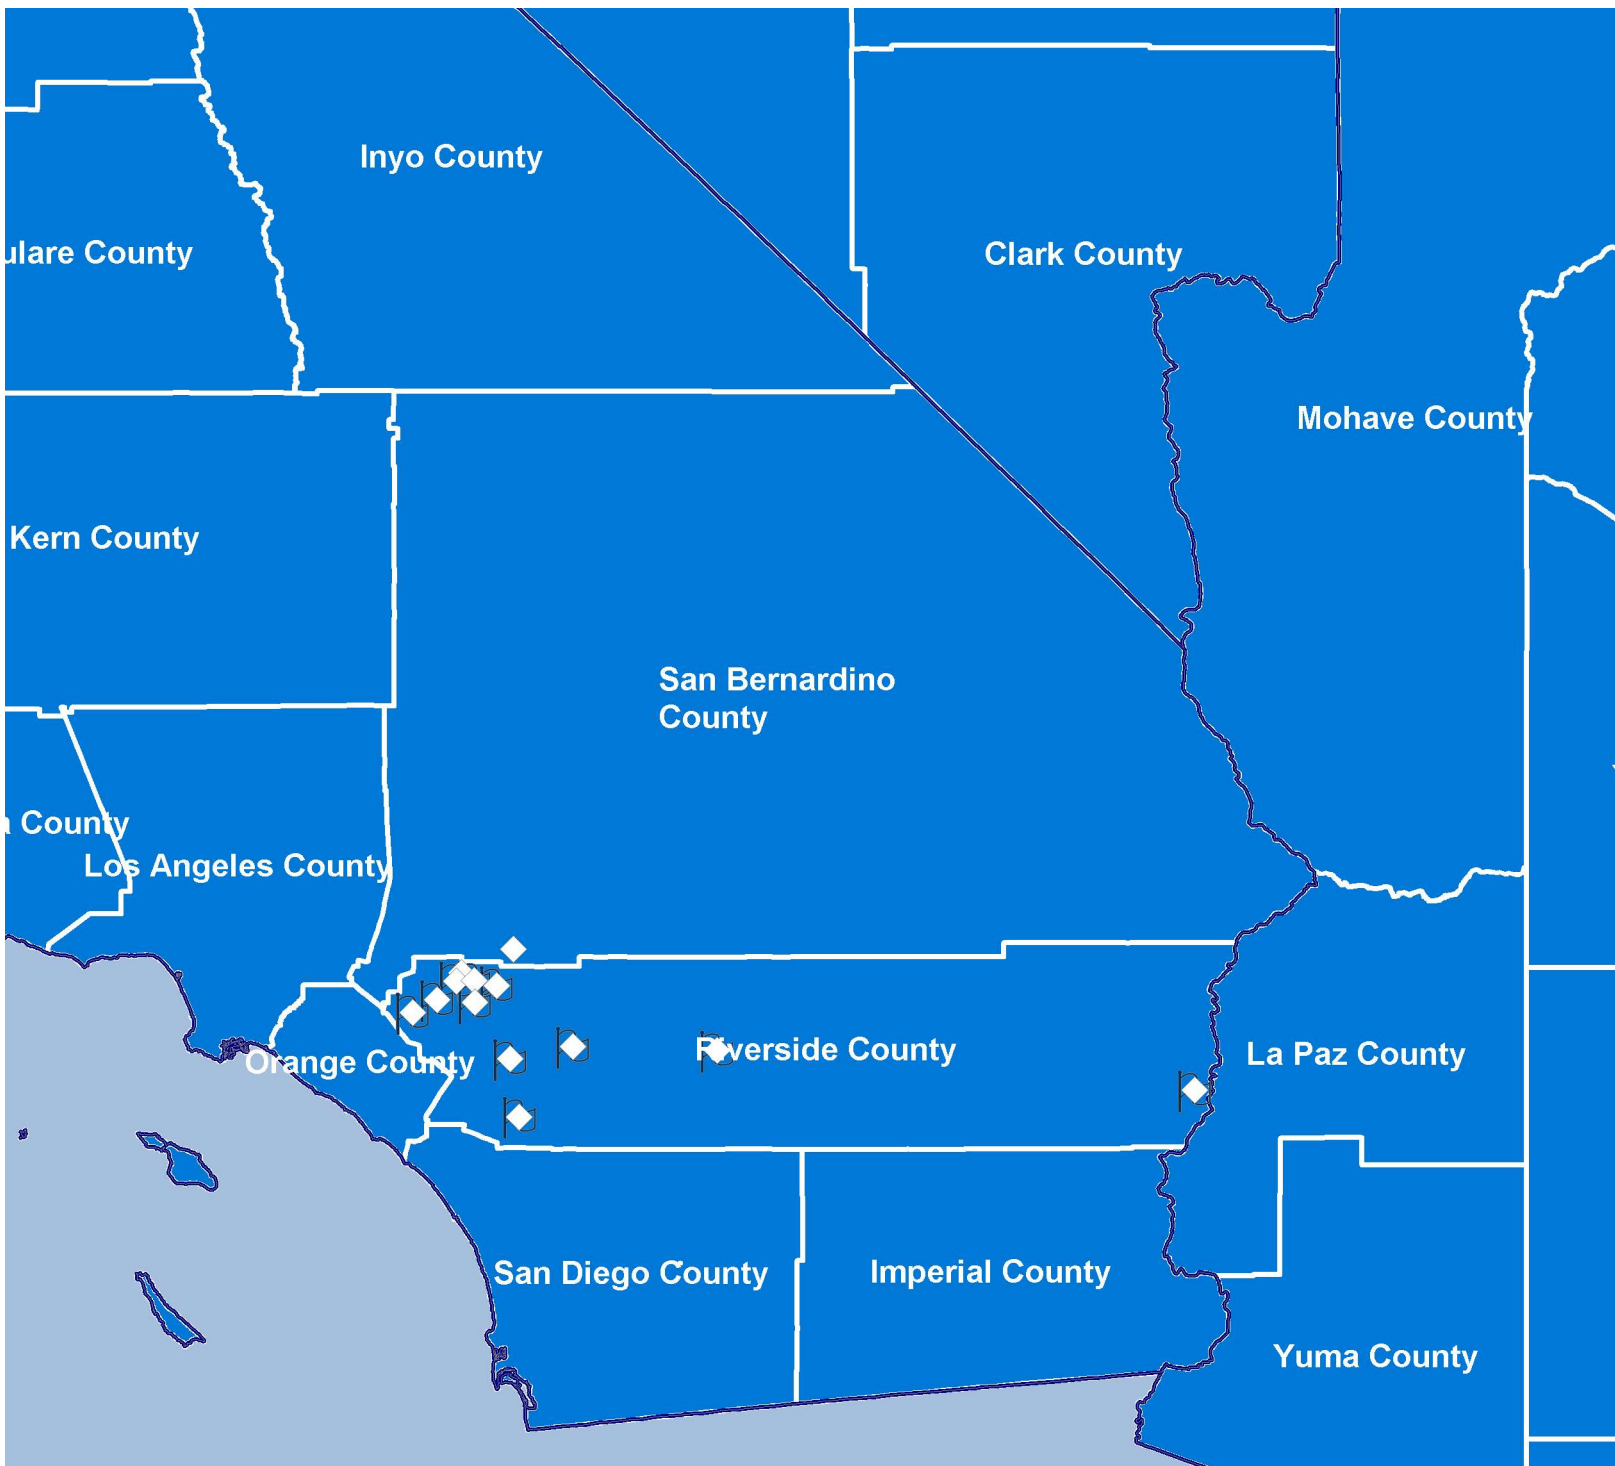 Inyo County
ulare County
Clark County
Mohave County
Kern County
San Bernardino
County
County
Los Angeles County
Riverside County
Orange County
La Paz County
San Diego County
Imperial County
Yuma County